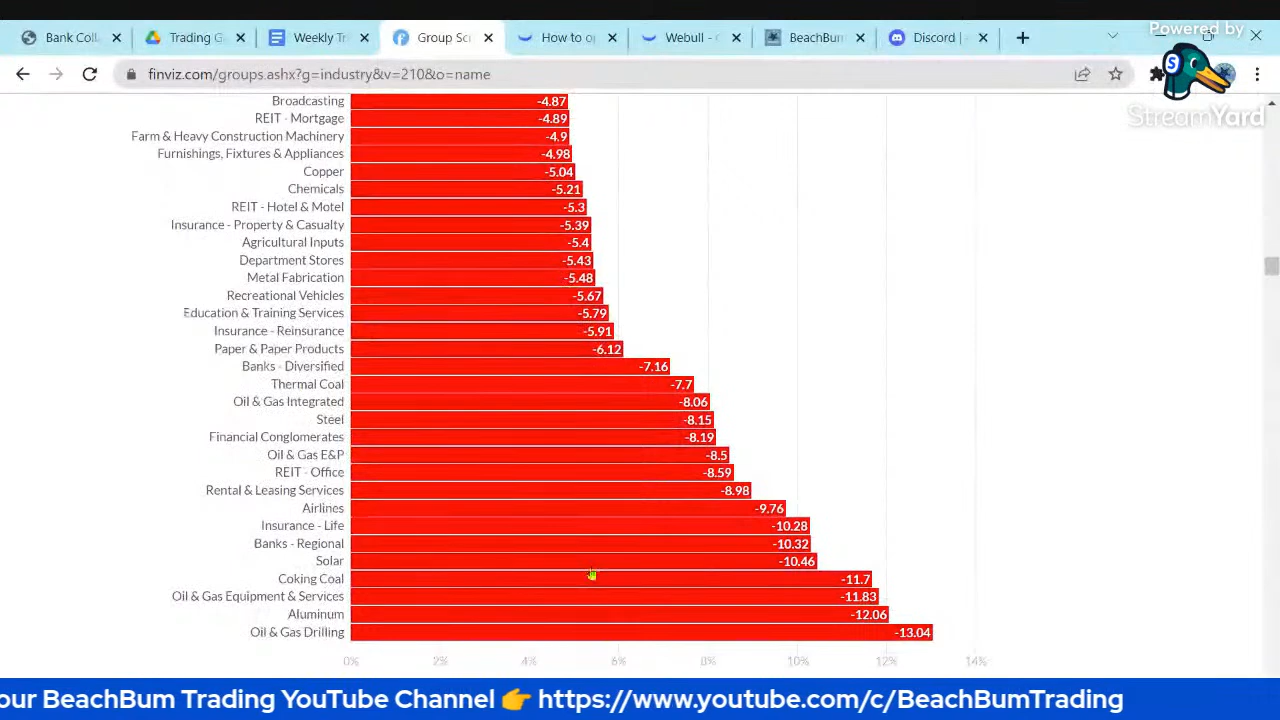 Powered by
Bank Coll
Trading G
Weekly Tr
Group Scr
How to op
Webull -
BeachBum
Discord |
finviz.com/groups.ashx?g=industry&v=210&o=name
StreamYard
Broadcasting -4.87
REIT - Mortgage -4.89
Farm & Heavy Construction Machinery -4.9
Furnishings, Fixtures & Appliances -4.98
Copper -5.04
Chemicals -5.21
REIT - Hotel & Motel -5.3
Insurance - Property & Casualty -5.39
Agricultural Inputs -5.4
Department Stores -5.43
Metal Fabrication -5.48
Recreational Vehicles -5.67
Education & Training Services -5.79
Insurance - Reinsurance -5.91
Paper & Paper Products -6.12
Banks - Diversified -7.16
Thermal Coal -7.7
Oil & Gas Integrated -8.06
Steel -8.15
Financial Conglomerates -8.19
Oil & Gas E&P -8.5
REIT - Office -8.59
Rental & Leasing Services -8.98
Airlines -9.76
Insurance - Life -10.28
Banks - Regional -10.32
Solar -10.46
Coking Coal -11.7
Oil & Gas Equipment & Services -11.83
Aluminum -12.06
Oil & Gas Drilling -13.04
0% 2% 4% 6% 8% 10% 12% 14%
our BeachBum Trading YouTube Channel 👉 https://www.youtube.com/c/BeachBumTrading